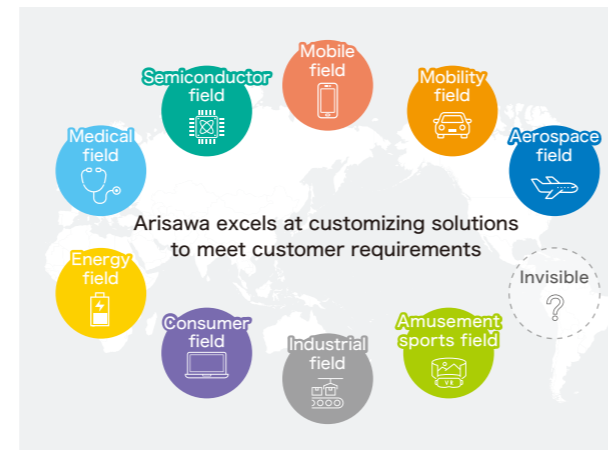 Mobile
field
Semiconductor
field
Mobility
field
Medical
field
Aerospace
field
Arisawa excels at customizing solutions
to meet customer requirements
Energy
field
Invisible
?
Consumer
field
Industrial
field
Amusement
sports field
VR